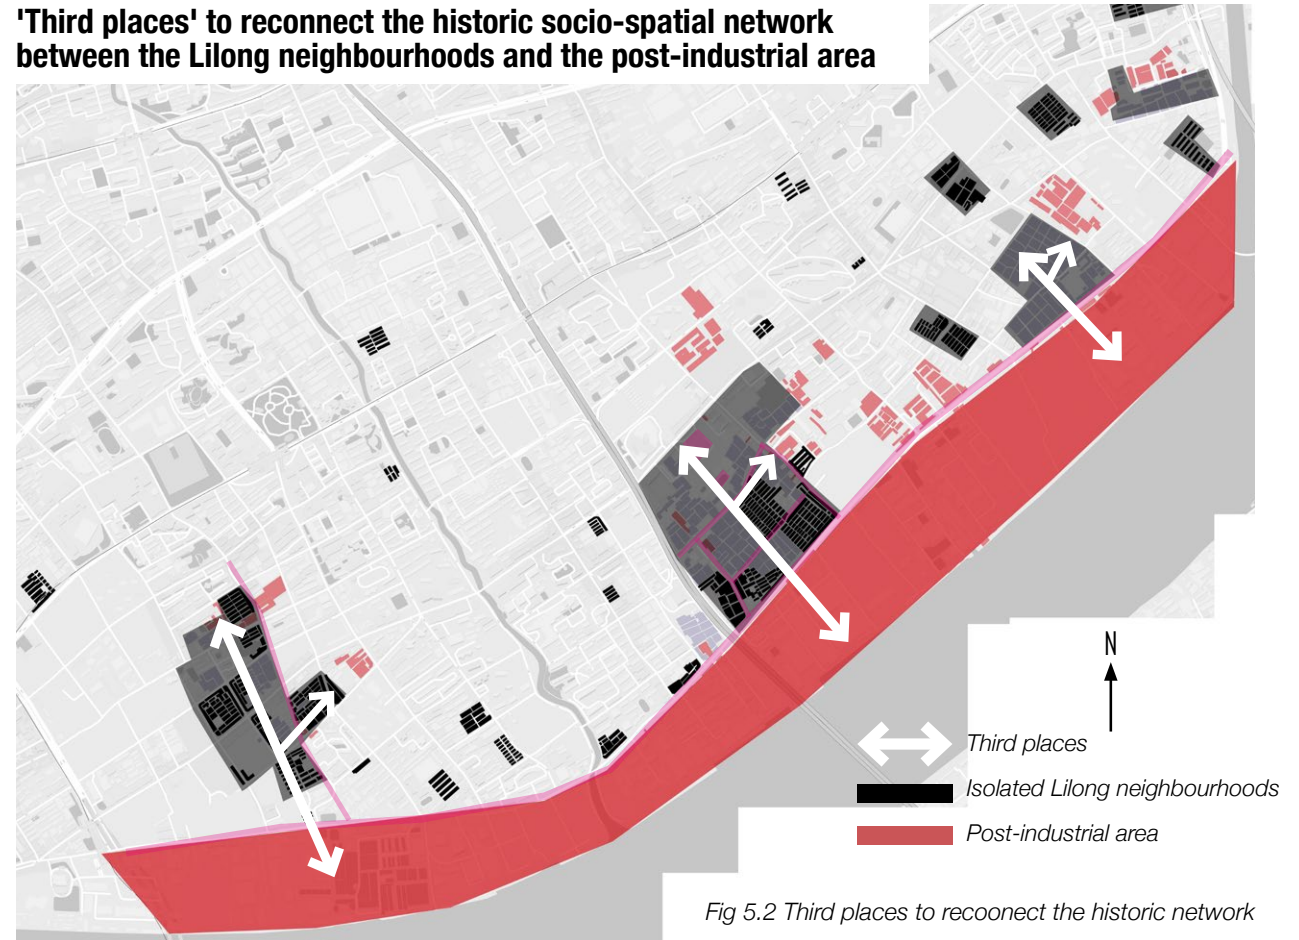 'Third places' to reconnect the historic socio-spatial network
between the Lilong neighbourhoods and the post-industrial area
N
Third places
Isolated Lilong neighbourhoods
Post-industrial area
Fig 5.2 Third places to recoonect the historic network